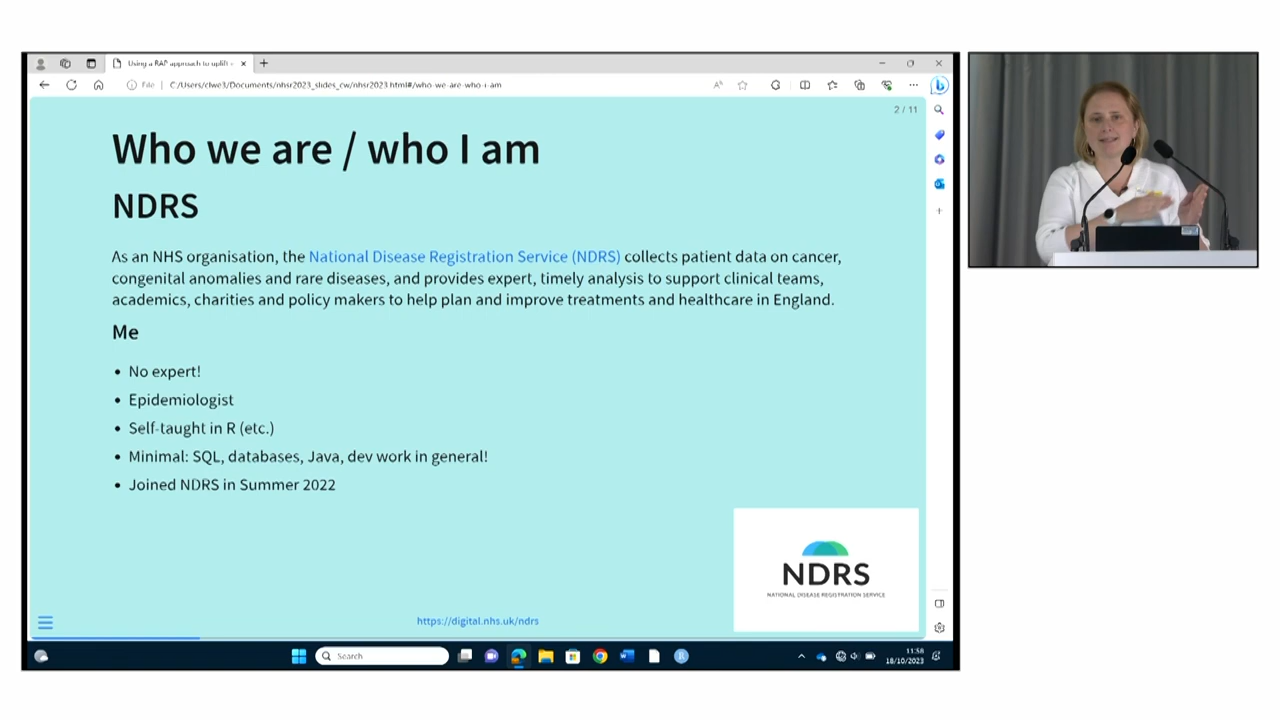 Using a RAP approach to uplift
File
C:/Users/clwe3/Documents/nhsr2023_slides_cw/nhsr2023.html#/who-we-are-who-i-am
2 / 11
Who we are / who I am
NDRS
As an NHS organisation, the National Disease Registration Service (NDRS) collects patient data on cancer,
congenital anomalies and rare diseases, and provides expert, timely analysis to support clinical teams,
academics, charities and policy makers to help plan and improve treatments and healthcare in England.
Me
• No expert!
• Epidemiologist
• Self-taught in R (etc.)
• Minimal: SQL, databases, Java, dev work in general!
• Joined NDRS in Summer 2022
NDRS
NATIONAL DISEASE REGISTRATION SERVICE
https://digital.nhs.uk/ndrs
Search
11:58
18/10/2023